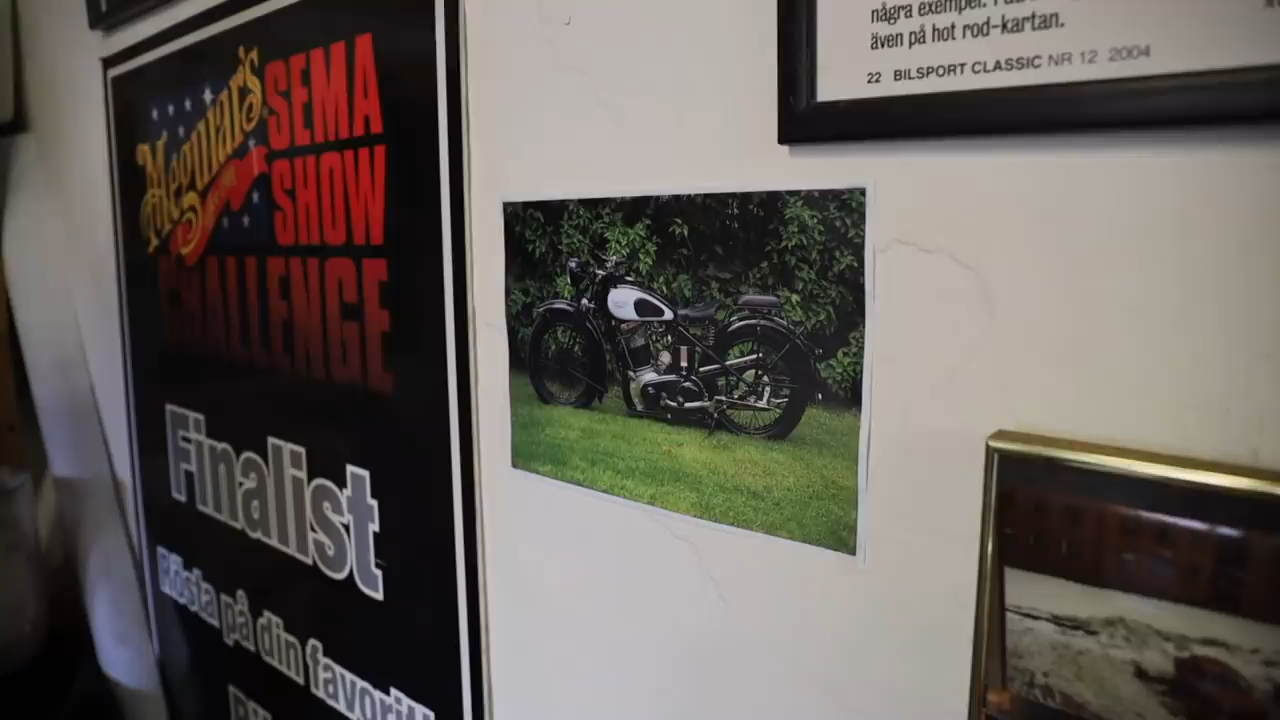 Meguiar's
SEMA
SHOW
CHALLENGE
Finalist
Rösta på din favorit
några exempel.
även på hot rod-kartan.
22 BILSPORT CLASSIC NR 12 2004